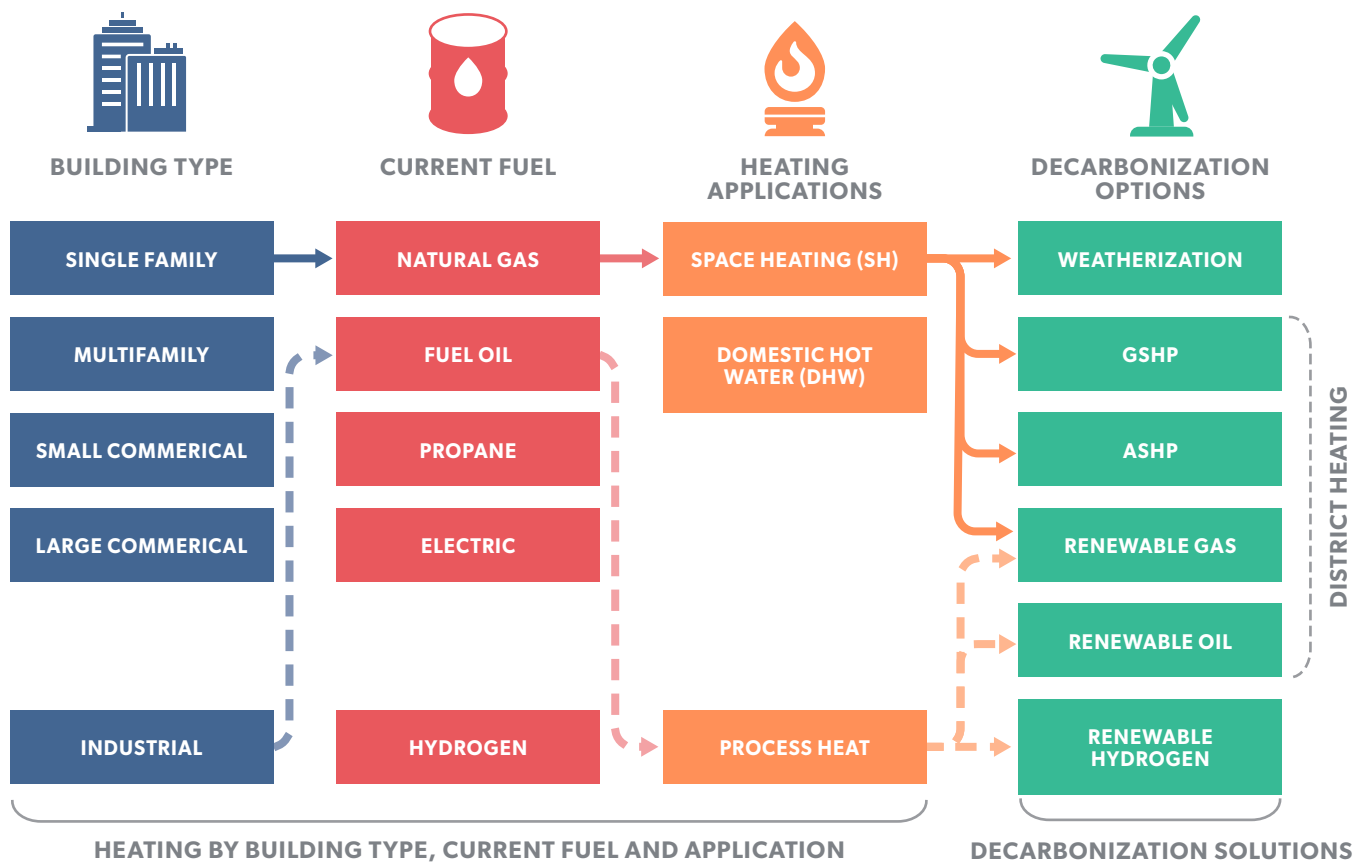 BUILDING TYPE
CURRENT FUEL
HEATING
APPLICATIONS
DECARBONIZATION
OPTIONS
SINGLE FAMILY
NATURAL GAS
SPACE HEATING (SH)
WEATHERIZATION
MULTIFAMILY
FUEL OIL
DOMESTIC HOT
WATER (DHW)
GSHP
SMALL COMMERICAL
PROPANE
ASHP
LARGE COMMERICAL
ELECTRIC
RENEWABLE GAS
RENEWABLE OIL
DISTRICT HEATING
INDUSTRIAL
HYDROGEN
PROCESS HEAT
RENEWABLE
HYDROGEN
HEATING BY BUILDING TYPE, CURRENT FUEL AND APPLICATION
DECARBONIZATION SOLUTIONS